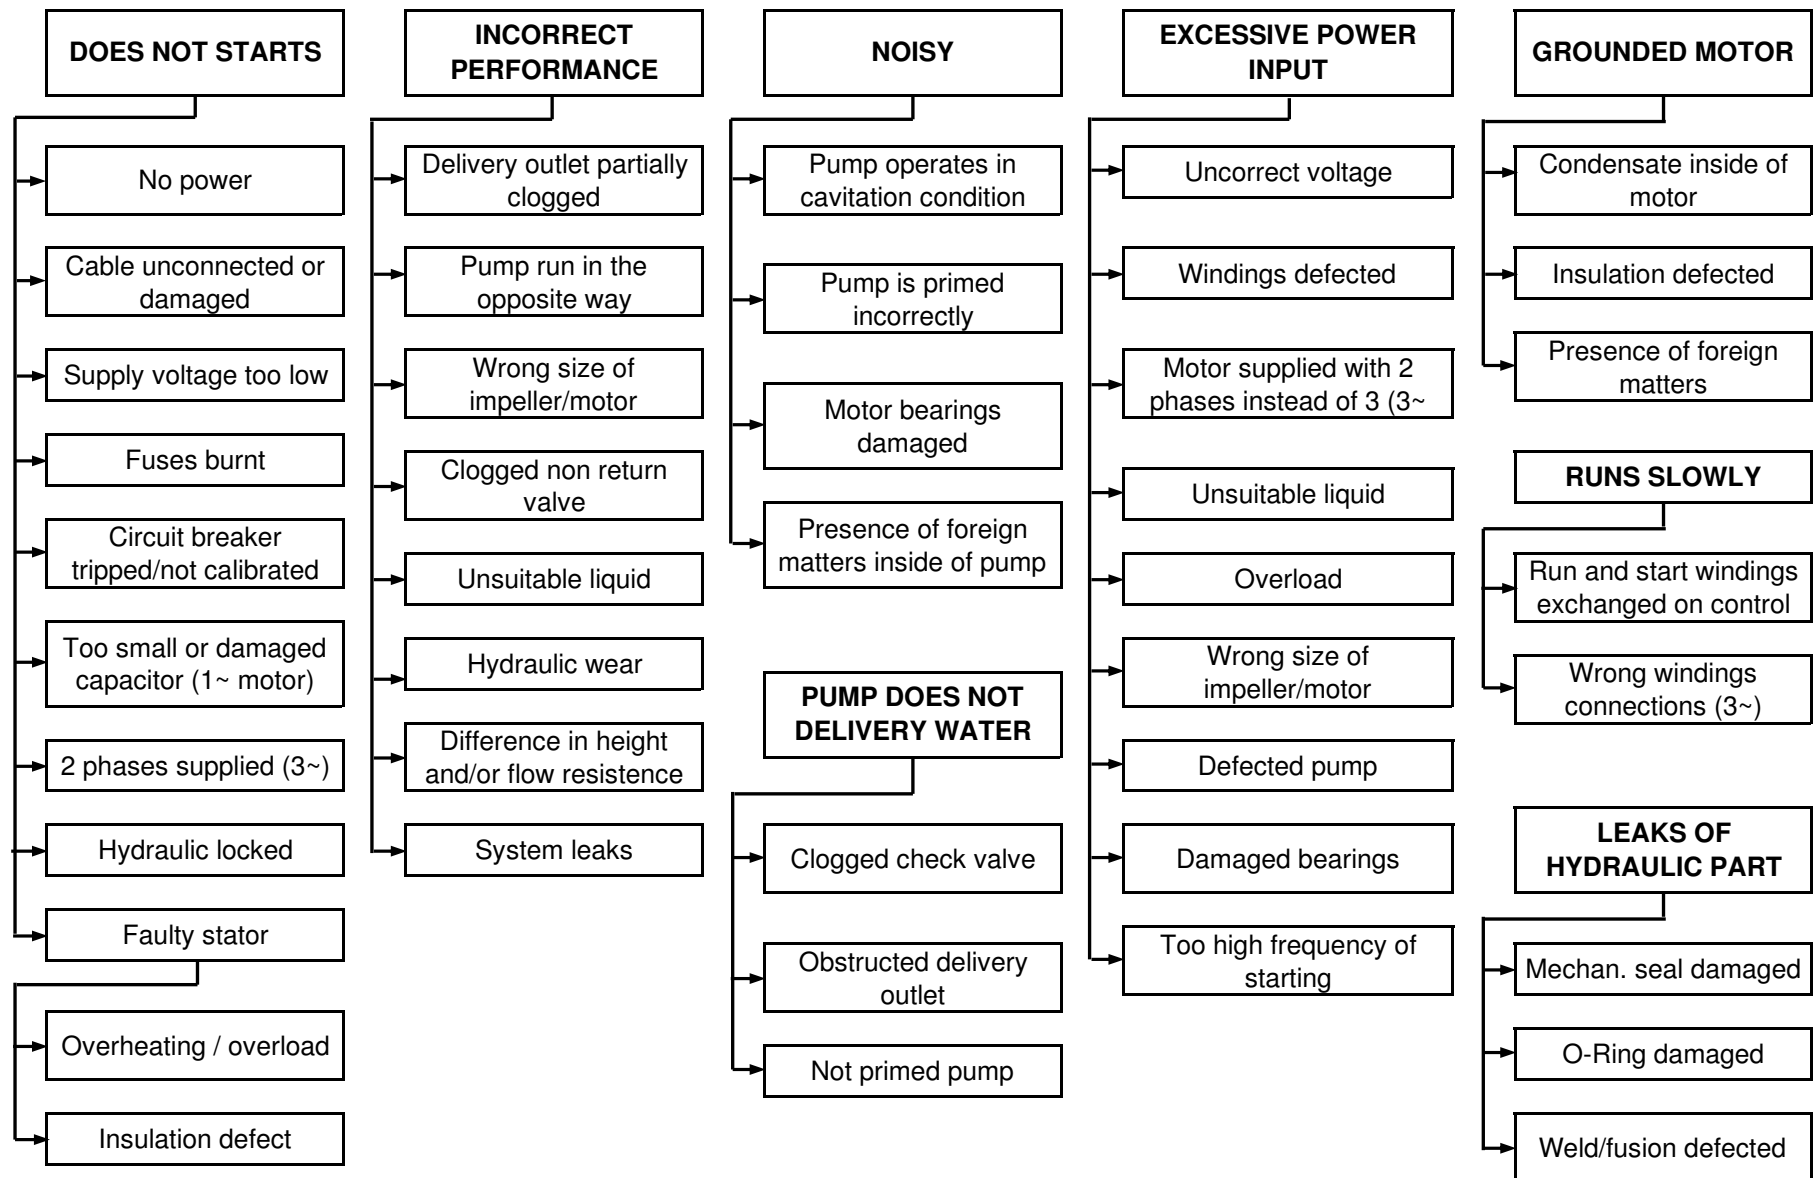 DOES NOT STARTS
No power
Cable unconnected or
damaged
Supply voltage too low
Fuses burnt
Circuit breaker
tripped/not calibrated
Too small or damaged
capacitor (1~ motor)
2 phases supplied (3~)
Hydraulic locked
Faulty stator
Overheating / overload
Insulation defect
INCORRECT
PERFORMANCE
Delivery outlet partially
clogged
Pump run in the
opposite way
Wrong size of
impeller/motor
Clogged non return
valve
Unsuitable liquid
Hydraulic wear
Difference in height
and/or flow resistence
System leaks
NOISY
Pump operates in
cavitation condition
Pump is primed
incorrectly
Motor bearings
damaged
Presence of foreign
matters inside of pump
PUMP DOES NOT
DELIVERY WATER
Clogged check valve
Obstructed delivery
outlet
Not primed pump
EXCESSIVE POWER
INPUT
Uncorrect voltage
Windings defected
Motor supplied with 2
phases instead of 3 (3~
Unsuitable liquid
Overload
Wrong size of
impeller/motor
Defected pump
Damaged bearings
Too high frequency of
starting
GROUNDED MOTOR
Condensate inside of
motor
Insulation defected
Presence of foreign
matters
RUNS SLOWLY
Run and start windings
exchanged on control
Wrong windings
connections (3~)
LEAKS OF
HYDRAULIC PART
Mechan. seal damaged
O-Ring damaged
Weld/fusion defected